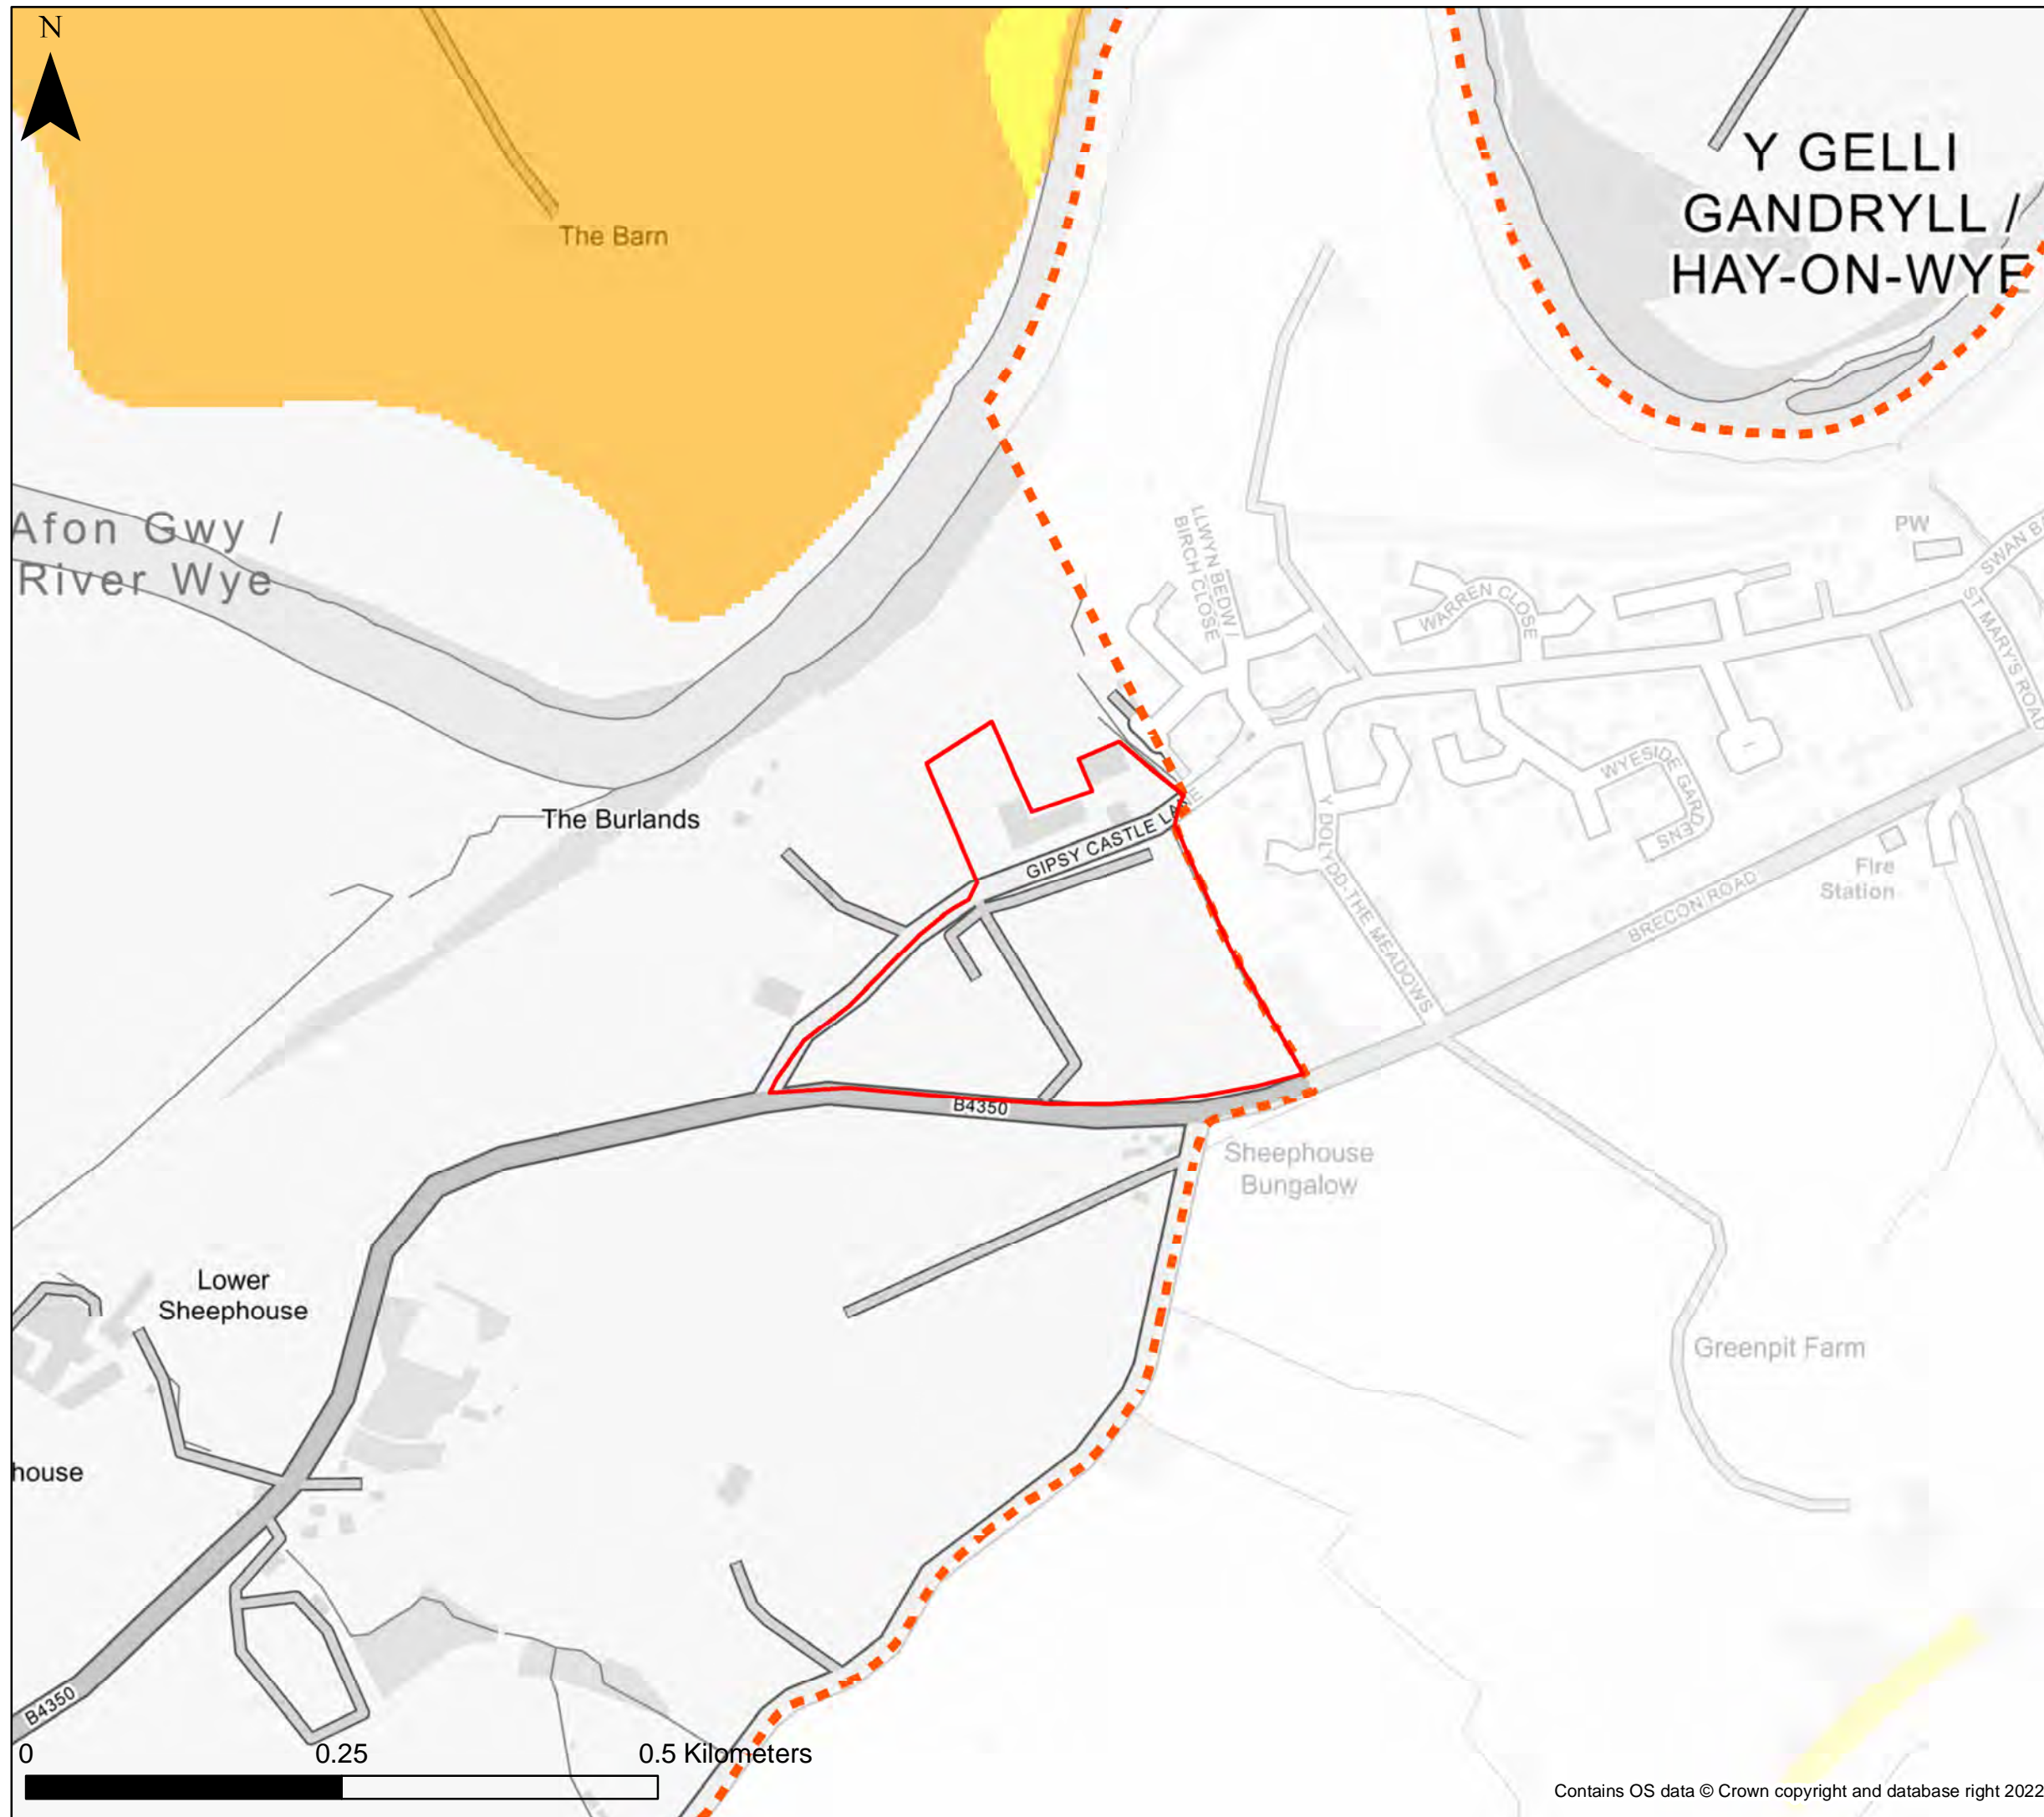 N
Y GELLI
GANDRYLL /
HAY-ON-WYE
The Barn
Afon Gwy /
River Wye
LLWYN BEDW /
BIRCH CLOSE
PW
SWAN
WARREN CLOSE
ST MARY'S ROAD
WYESIDE GARDENS
The Burlands
GIPSY CASTLE LANE
Y DOLYDD-THE MEADOWS
Fire
Station
BRECON ROAD
B4350
Sheephouse
Bungalow
Lower
Sheephouse
Greenpit Farm
house
B4350
0
0.25
0.5 Kilometers
Contains OS data © Crown copyright and database right 2022